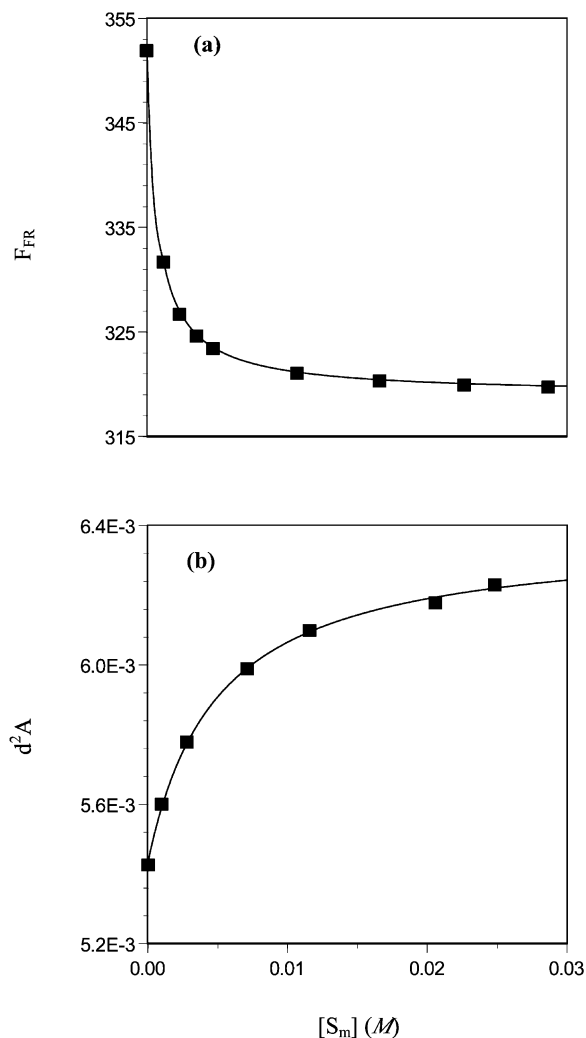 355
(a)
345
335
F_FR
325
315
6.4E-3
(b)
6.0E-3
d²A
5.6E-3
5.2E-3
0.00 0.01 0.02 0.03
[S_m] (M)